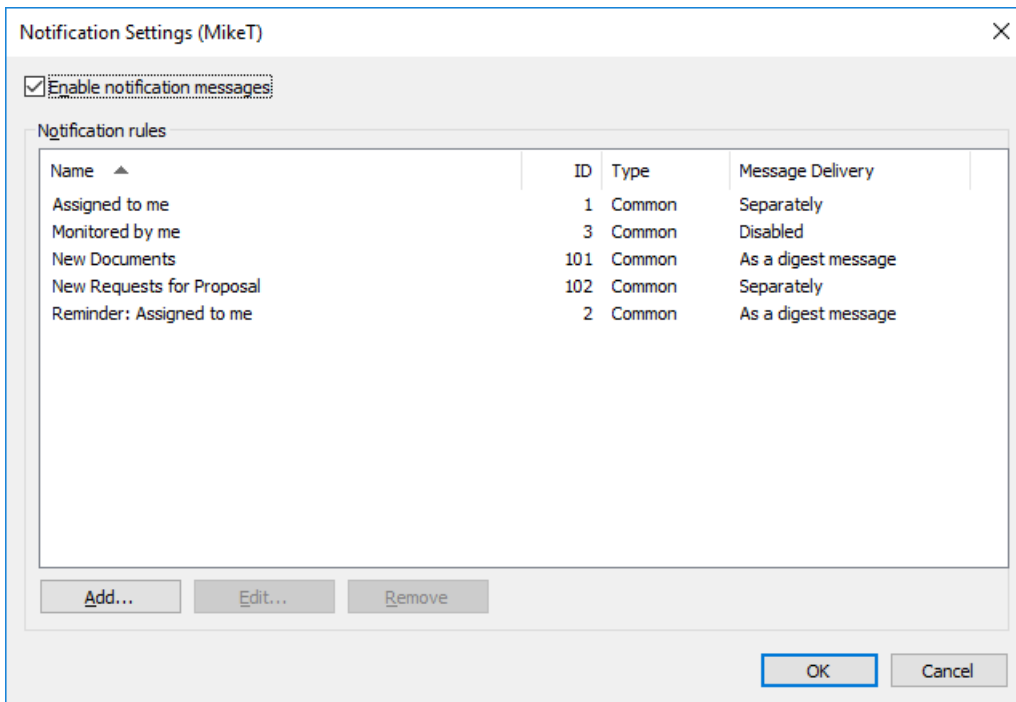 Notification Settings (MikeT)
Enable notification messages
Notification rules
Name ID Type Message Delivery
Assigned to me 1 Common Separately
Monitored by me 3 Common Disabled
New Documents 101 Common As a digest message
New Requests for Proposal 102 Common Separately
Reminder: Assigned to me 2 Common As a digest message
Add... Edit... Remove
OK Cancel